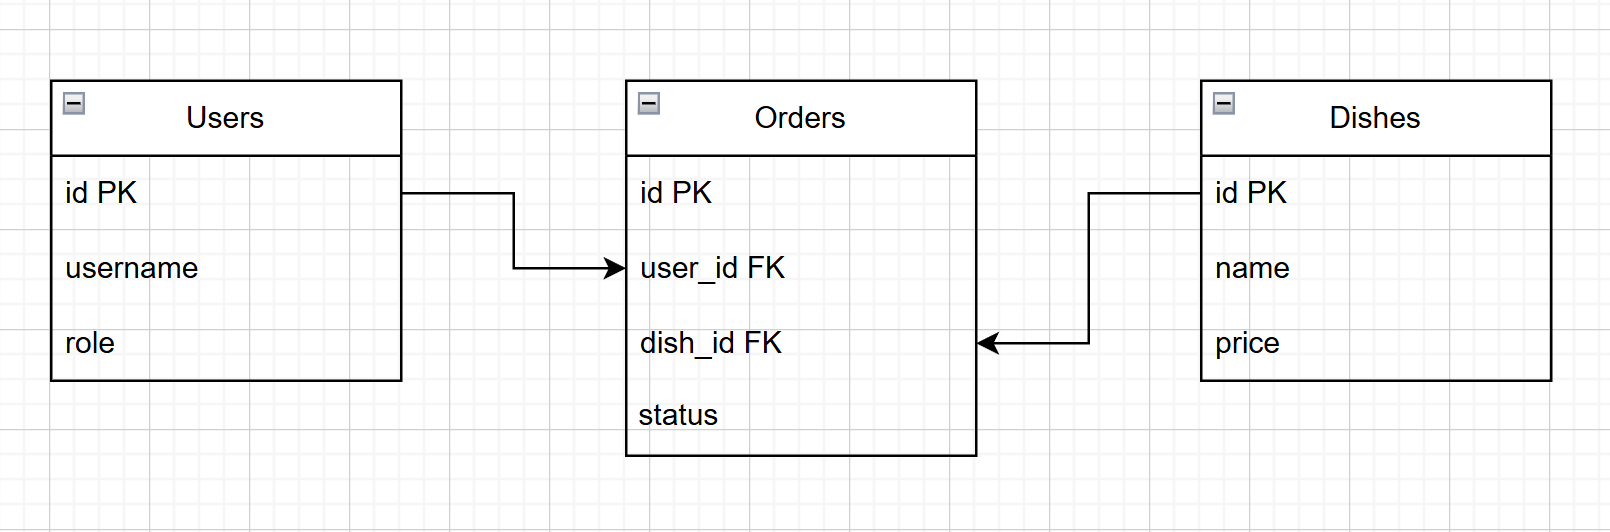 Users
id PK
username
role
Orders
id PK
user_id FK
dish_id FK
status
Dishes
id PK
name
price